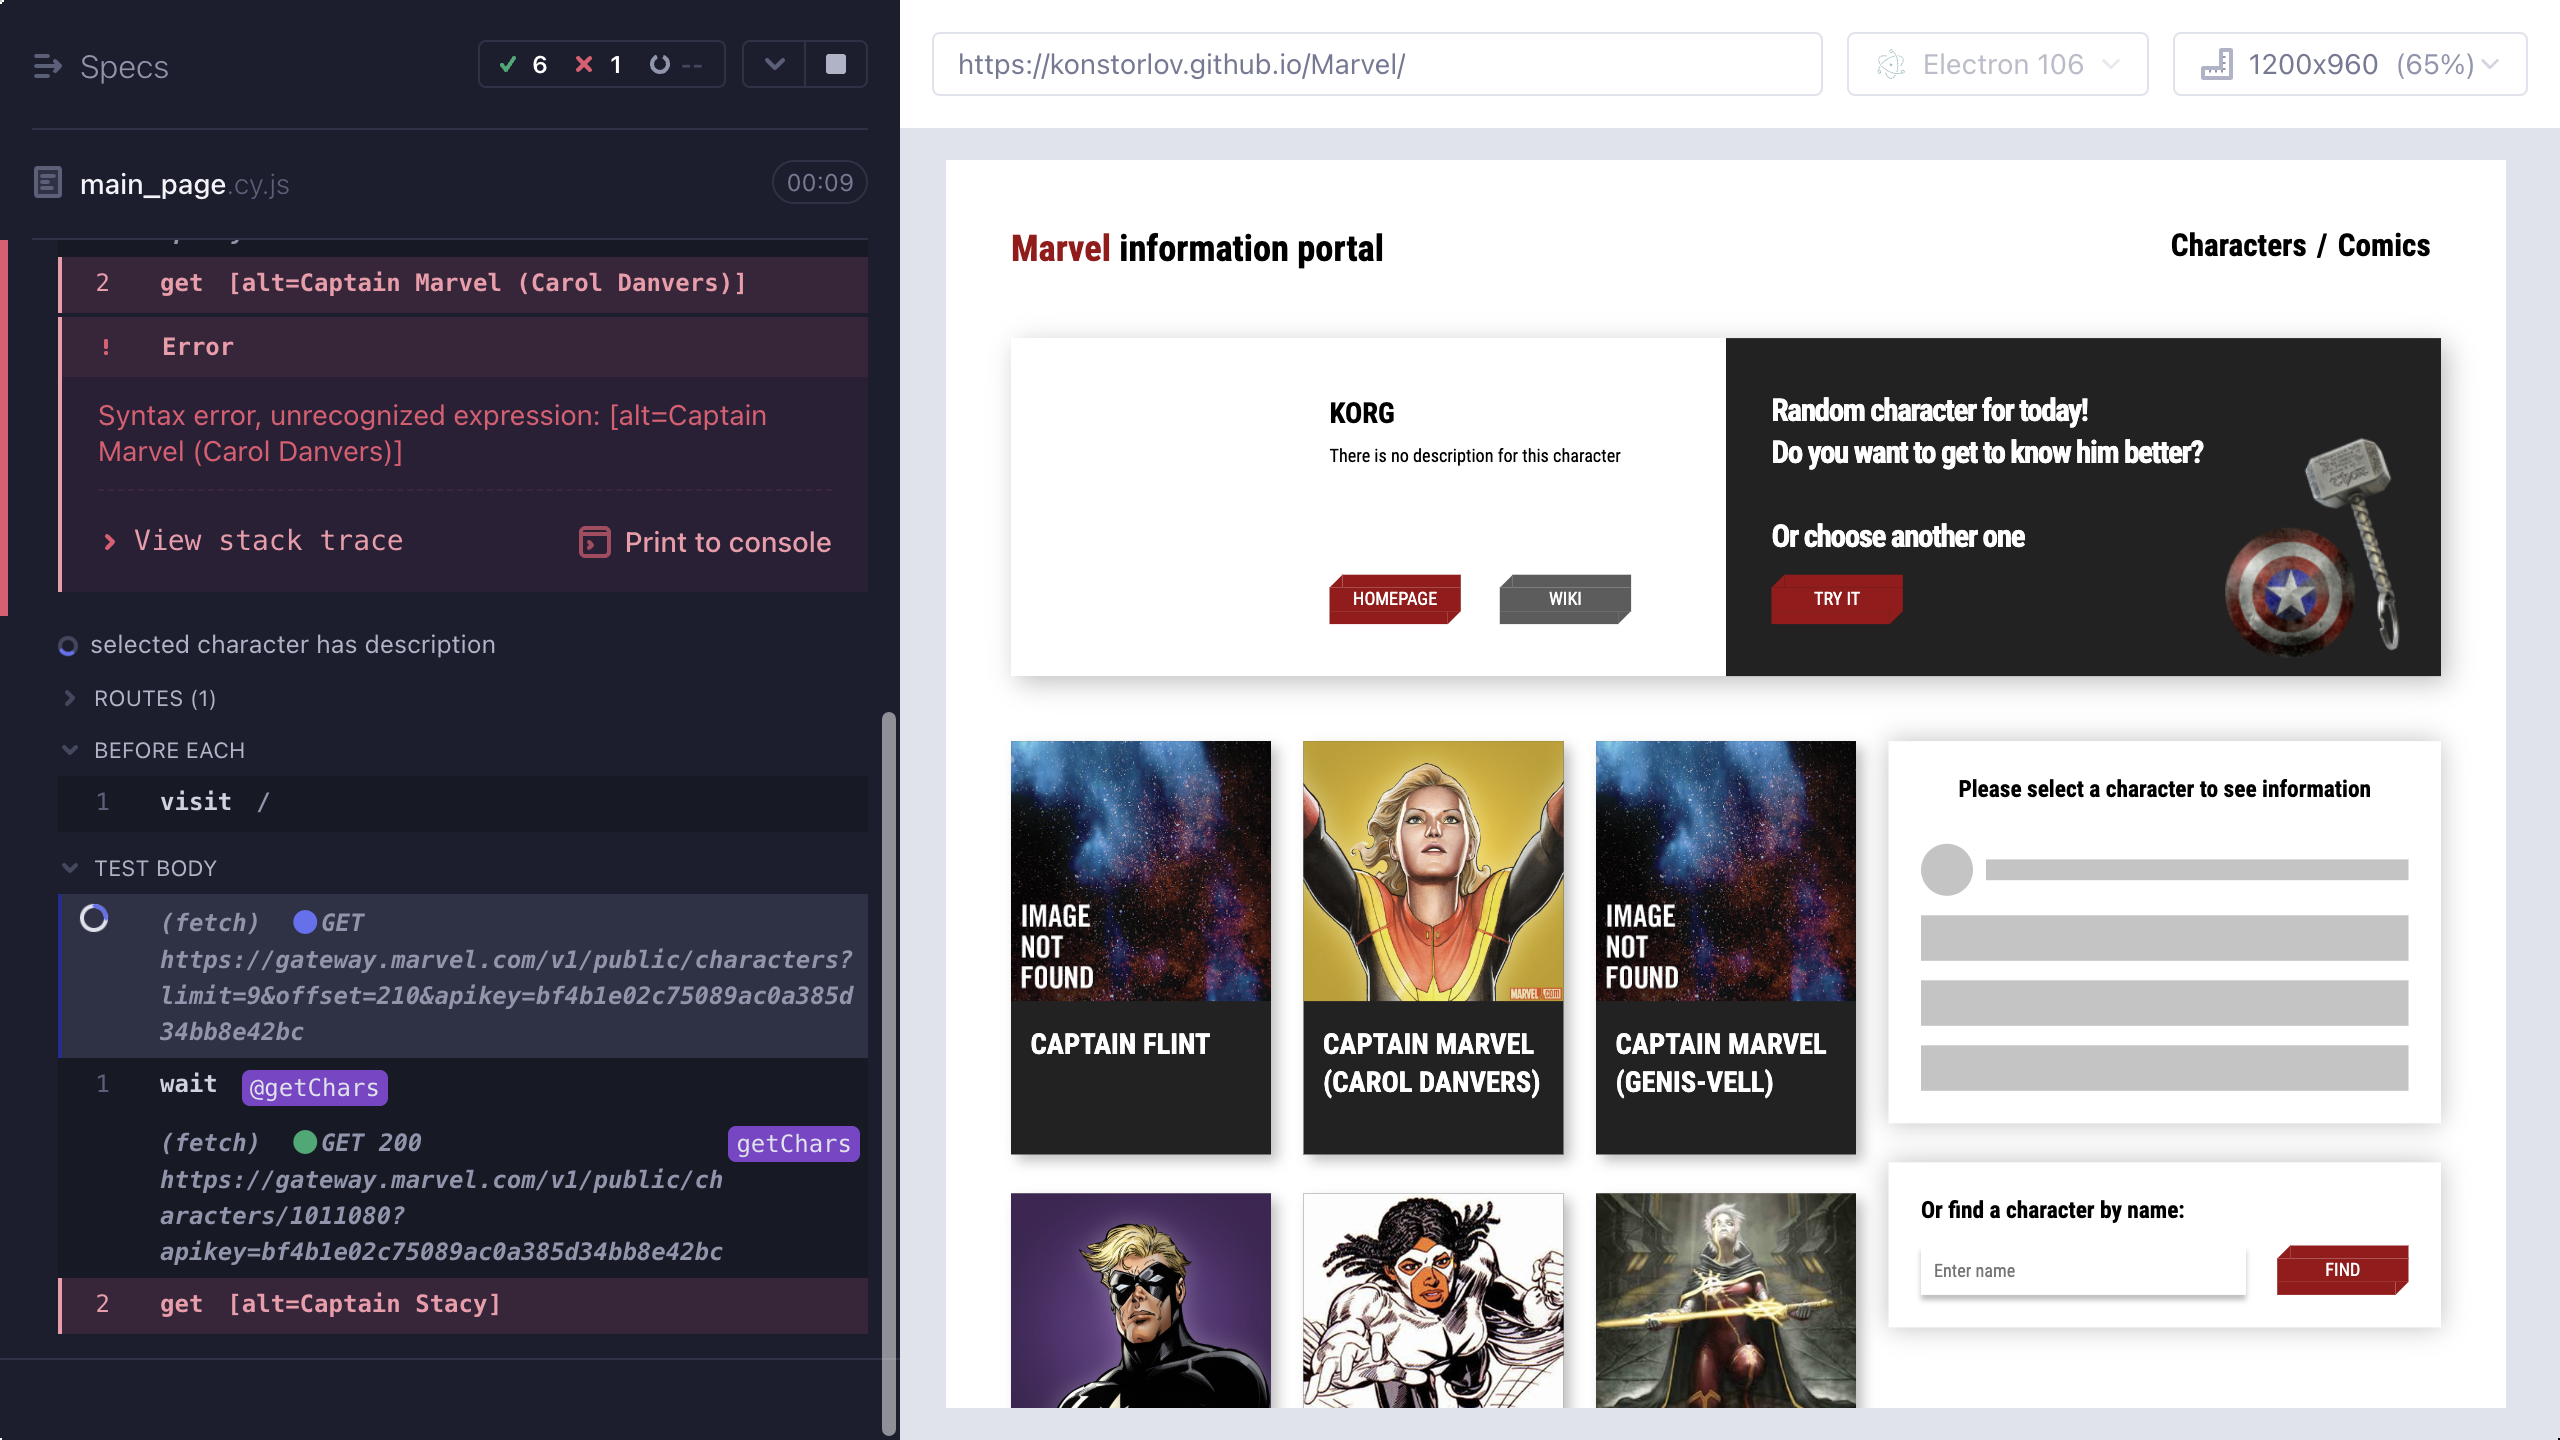 Specs
6 1 --
main_page.cy.js
00:09
2 get [alt=Captain Marvel (Carol Danvers)]
! Error
Syntax error, unrecognized expression: [alt=Captain
Marvel (Carol Danvers)]
View stack trace
Print to console
selected character has description
ROUTES (1)
BEFORE EACH
1 visit /
TEST BODY
(fetch) GET
https://gateway.marvel.com/v1/public/characters?
limit=9&offset=210&apikey=bf4b1e02c75089ac0a385d
34bb8e42bc
1 wait @getChars
(fetch) GET 200 getChars
https://gateway.marvel.com/v1/public/ch
aracters/1011080?
apikey=bf4b1e02c75089ac0a385d34bb8e42bc
2 get [alt=Captain Stacy]
https://konstorlov.github.io/Marvel/
Electron 106
1200x960 (65%)
Marvel information portal
Characters / Comics
KORG
There is no description for this character
HOMEPAGE
WIKI
Random character for today!
Do you want to get to know him better?
Or choose another one
TRY IT
IMAGE
NOT
FOUND
CAPTAIN FLINT
MARVEL.com
CAPTAIN MARVEL
(CAROL DANVERS)
IMAGE
NOT
FOUND
CAPTAIN MARVEL
(GENIS-VELL)
Please select a character to see information
Or find a character by name:
Enter name
FIND